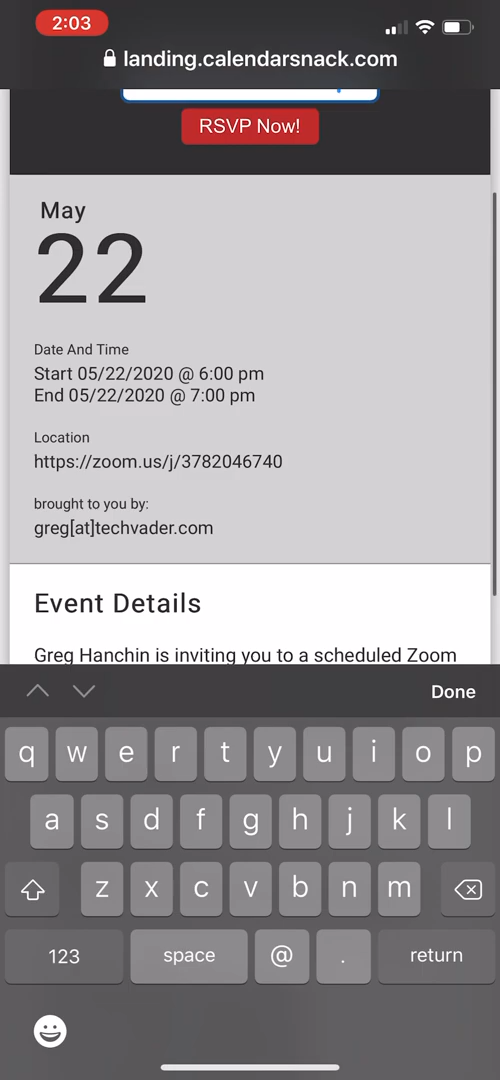 2:03
landing.calendarsnack.com
RSVP Now!
May
22
Date And Time
Start 05/22/2020 @ 6:00 pm
End 05/22/2020 @ 7:00 pm
Location
https://zoom.us/j/3782046740
brought to you by:
greg[at]techvader.com
Event Details
Greg Hanchin is inviting you to a scheduled Zoom
Done
q w e r t y u i o p
a s d f g h j k l
z x c v b n m
123 space @ . return